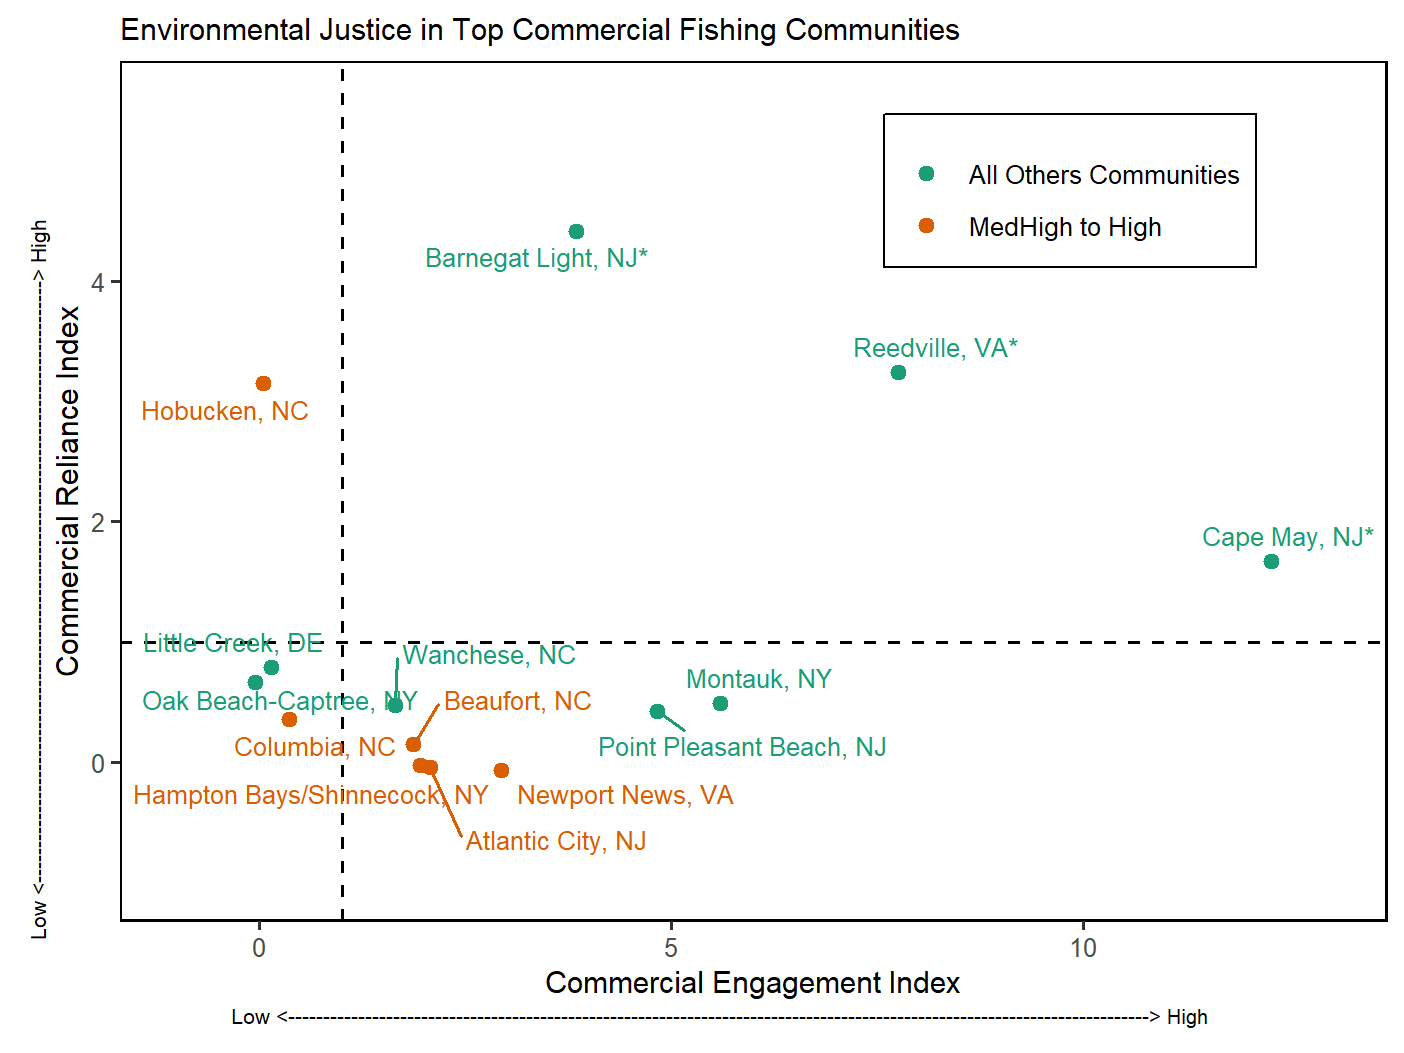 Environmental Justice in Top Commercial Fishing Communities
All Others Communities
MedHigh to High
Barnegat Light, NJ*
Reedville, VA*
Hobucken, NC
Cape May, NJ*
Little Creek, DE
Wanchese, NC
Montauk, NY
Oak Beach-Captree, NY
Beaufort, NC
Columbia, NC
Point Pleasant Beach, NJ
Hampton Bays/Shinnecock, NY
Newport News, VA
Atlantic City, NJ
4
2
0
Commercial Reliance Index
Low <--------------------------------------------------------------------------------------------> High
0
5
10
Commercial Engagement Index
Low <----------------------------------------------------------------------------------------------------------------------------> High